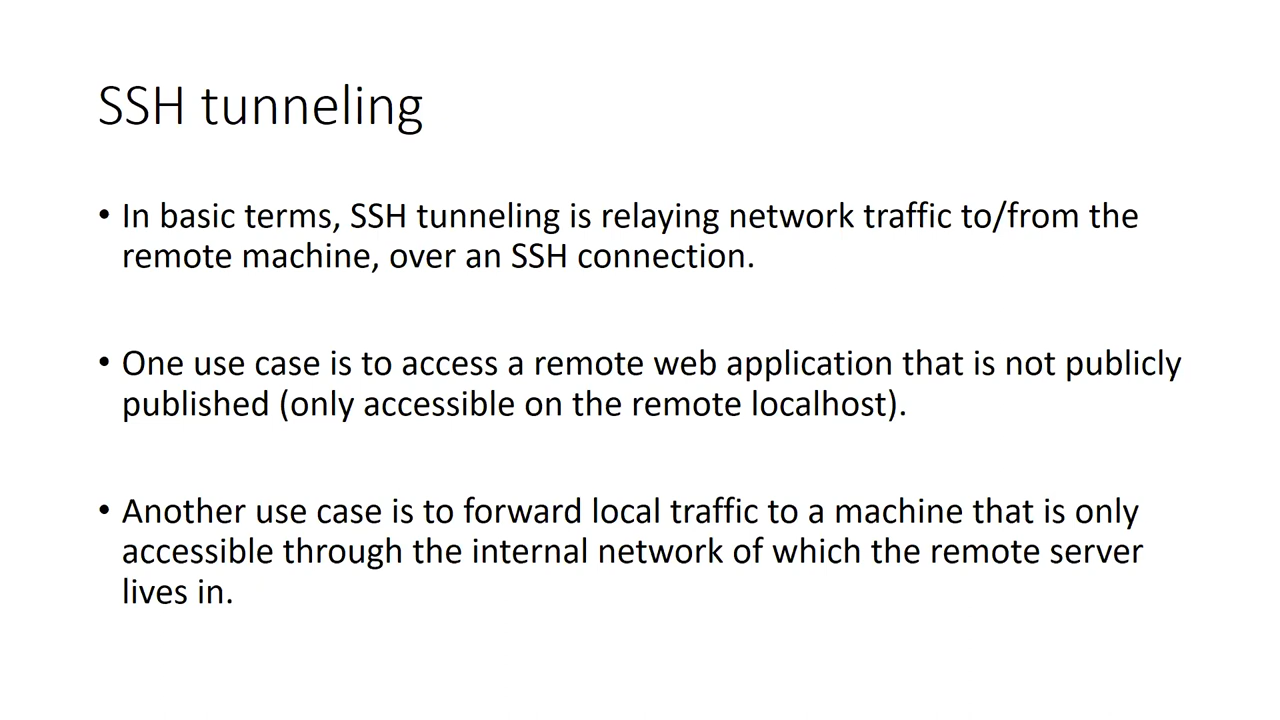 SSH tunneling
• In basic terms, SSH tunneling is relaying network traffic to/from the
remote machine, over an SSH connection.
• One use case is to access a remote web application that is not publicly
published (only accessible on the remote localhost).
• Another use case is to forward local traffic to a machine that is only
accessible through the internal network of which the remote server
lives in.